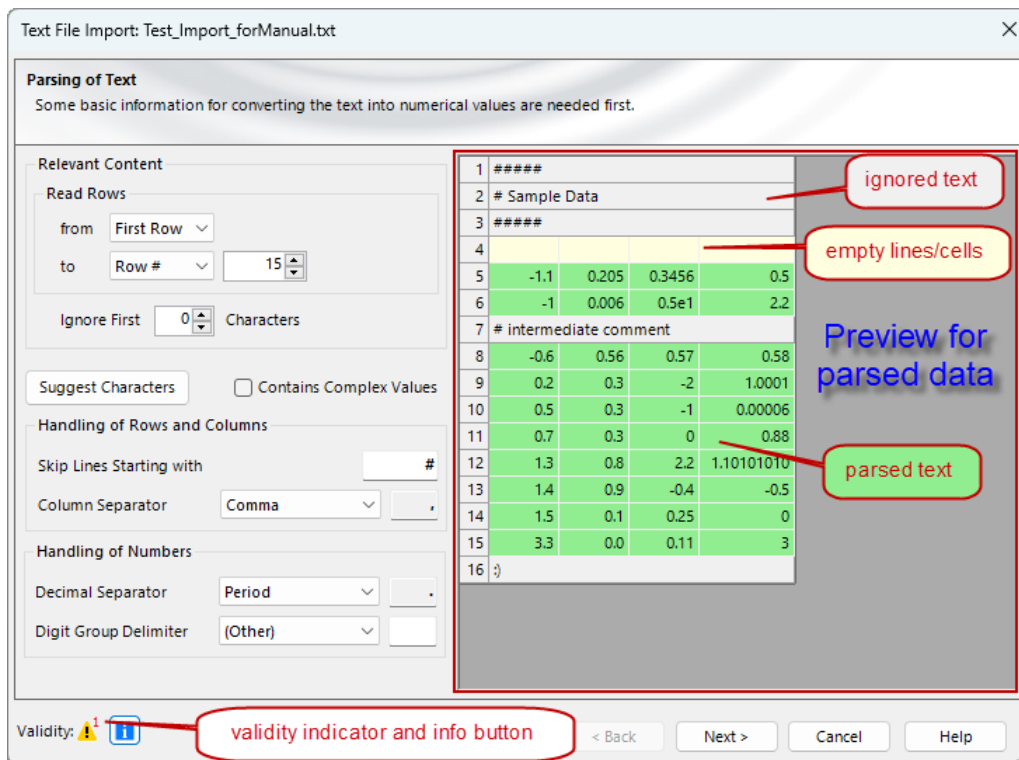 Text File Import: Test_Import_forManual.txt
Parsing of Text
Some basic information for converting the text into numerical values are needed first.
Relevant Content
Read Rows
from First Row
to Row # 15
Ignore First 0 Characters
Suggest Characters Contains Complex Values
Handling of Rows and Columns
Skip Lines Starting with #
Column Separator Comma ,
Handling of Numbers
Decimal Separator Period .
Digit Group Delimiter (Other)
1 #####
2 # Sample Data
3 #####
4
5 -1.1 0.205 0.3456 0.5
6 -1 0.006 0.5e1 2.2
7 # intermediate comment
8 -0.6 0.56 0.57 0.58
9 0.2 0.3 -2 1.0001
10 0.5 0.3 -1 0.00006
11 0.7 0.3 0 0.88
12 1.3 0.8 2.2 1.10101010
13 1.4 0.9 -0.4 -0.5
14 1.5 0.1 0.25 0
15 3.3 0.0 0.11 3
16 :)
ignored text
empty lines/cells
Preview for
parsed data
parsed text
Validity: 1 i
validity indicator and info button
< Back Next > Cancel Help